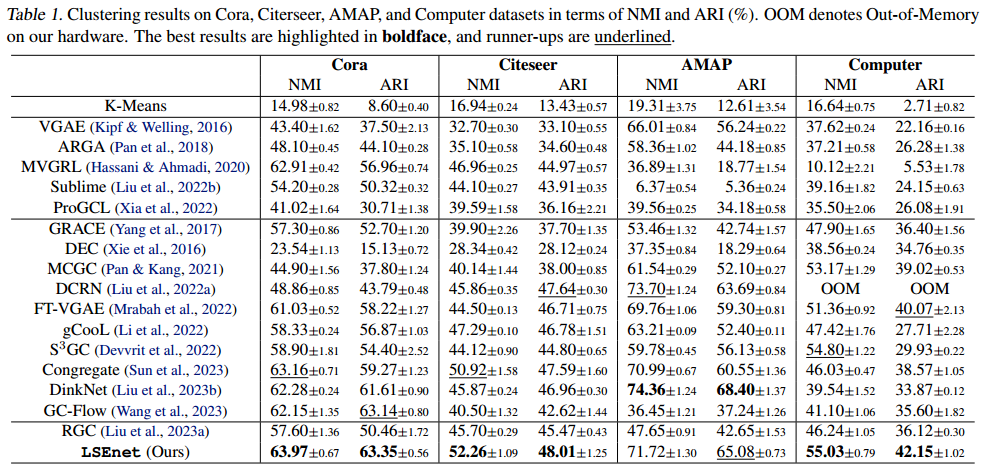 Table 1. Clustering results on Cora, Citerseer, AMAP, and Computer datasets in terms of NMI and ARI (%). OOM denotes Out-of-Memory
on our hardware. The best results are highlighted in boldface, and runner-ups are underlined.
Cora Citeseer AMAP Computer
NMI ARI NMI ARI NMI ARI NMI ARI
K-Means 14.98±0.82 8.60±0.40 16.94±0.24 13.43±0.57 19.31±3.75 12.61±3.54 16.64±0.75 2.71±0.82
VGAE (Kipf & Welling, 2016) 43.40±1.62 37.50±2.13 32.70±0.30 33.10±0.55 66.01±0.84 56.24±0.22 37.62±0.24 22.16±0.16
ARGA (Pan et al., 2018) 48.10±0.45 44.10±0.28 35.10±0.58 34.60±0.48 58.36±1.02 44.18±0.85 37.21±0.58 26.28±1.38
MVGRL (Hassani & Ahmadi, 2020) 62.91±0.42 56.96±0.74 46.96±0.25 44.97±0.57 36.89±1.31 18.77±1.54 10.12±2.21 5.53±1.78
Sublime (Liu et al., 2022b) 54.20±0.28 50.32±0.32 44.10±0.27 43.91±0.35 6.37±0.54 5.36±0.24 39.16±1.82 24.15±0.63
ProGCL (Xia et al., 2022) 41.02±1.64 30.71±1.38 39.59±1.58 36.16±2.21 39.56±0.25 34.18±0.58 35.50±2.06 26.08±1.91
GRACE (Yang et al., 2017) 57.30±0.86 52.70±1.20 39.90±2.26 37.70±1.35 53.46±1.32 42.74±1.57 47.90±1.65 36.40±1.56
DEC (Xie et al., 2016) 23.54±1.13 15.13±0.72 28.34±0.42 28.12±0.24 37.35±0.84 18.29±0.64 38.56±0.24 34.76±0.35
MCGC (Pan & Kang, 2021) 44.90±1.56 37.80±1.24 40.14±1.44 38.00±0.85 61.54±0.29 52.10±0.27 53.17±1.29 39.02±0.53
DCRN (Liu et al., 2022a) 48.86±0.85 43.79±0.48 45.86±0.35 47.64±0.30 73.70±1.24 63.69±0.84 OOM OOM
FT-VGAE (Mrabah et al., 2022) 61.03±0.52 58.22±1.27 44.50±0.13 46.71±0.75 69.76±1.06 59.30±0.81 51.36±0.92 40.07±2.13
gCooL (Li et al., 2022) 58.33±0.24 56.87±1.03 47.29±0.10 46.78±1.51 63.21±0.09 52.40±0.11 47.42±1.76 27.71±2.28
S³GC (Devvrit et al., 2022) 58.90±1.81 54.40±2.52 44.12±0.90 44.80±0.65 59.78±0.45 56.13±0.58 54.80±1.22 29.93±0.22
Congregate (Sun et al., 2023) 63.16±0.71 59.27±1.23 50.92±1.58 47.59±1.60 70.99±0.67 60.55±1.36 46.03±0.47 38.57±1.05
DinkNet (Liu et al., 2023b) 62.28±0.24 61.61±0.90 45.87±0.24 46.96±0.30 74.36±1.24 68.40±1.37 39.54±1.52 33.87±0.12
GC-Flow (Wang et al., 2023) 62.15±1.35 63.14±0.80 40.50±1.32 42.62±1.44 36.45±1.21 37.24±1.26 41.10±1.06 35.60±1.82
RGC (Liu et al., 2023a) 57.60±1.36 50.46±1.72 45.70±0.29 45.47±0.43 47.65±0.91 42.65±1.53 46.24±1.05 36.12±0.30
LSEnet (Ours) 63.97±0.67 63.35±0.56 52.26±1.09 48.01±1.25 71.72±1.30 65.08±0.73 55.03±0.79 42.15±1.02